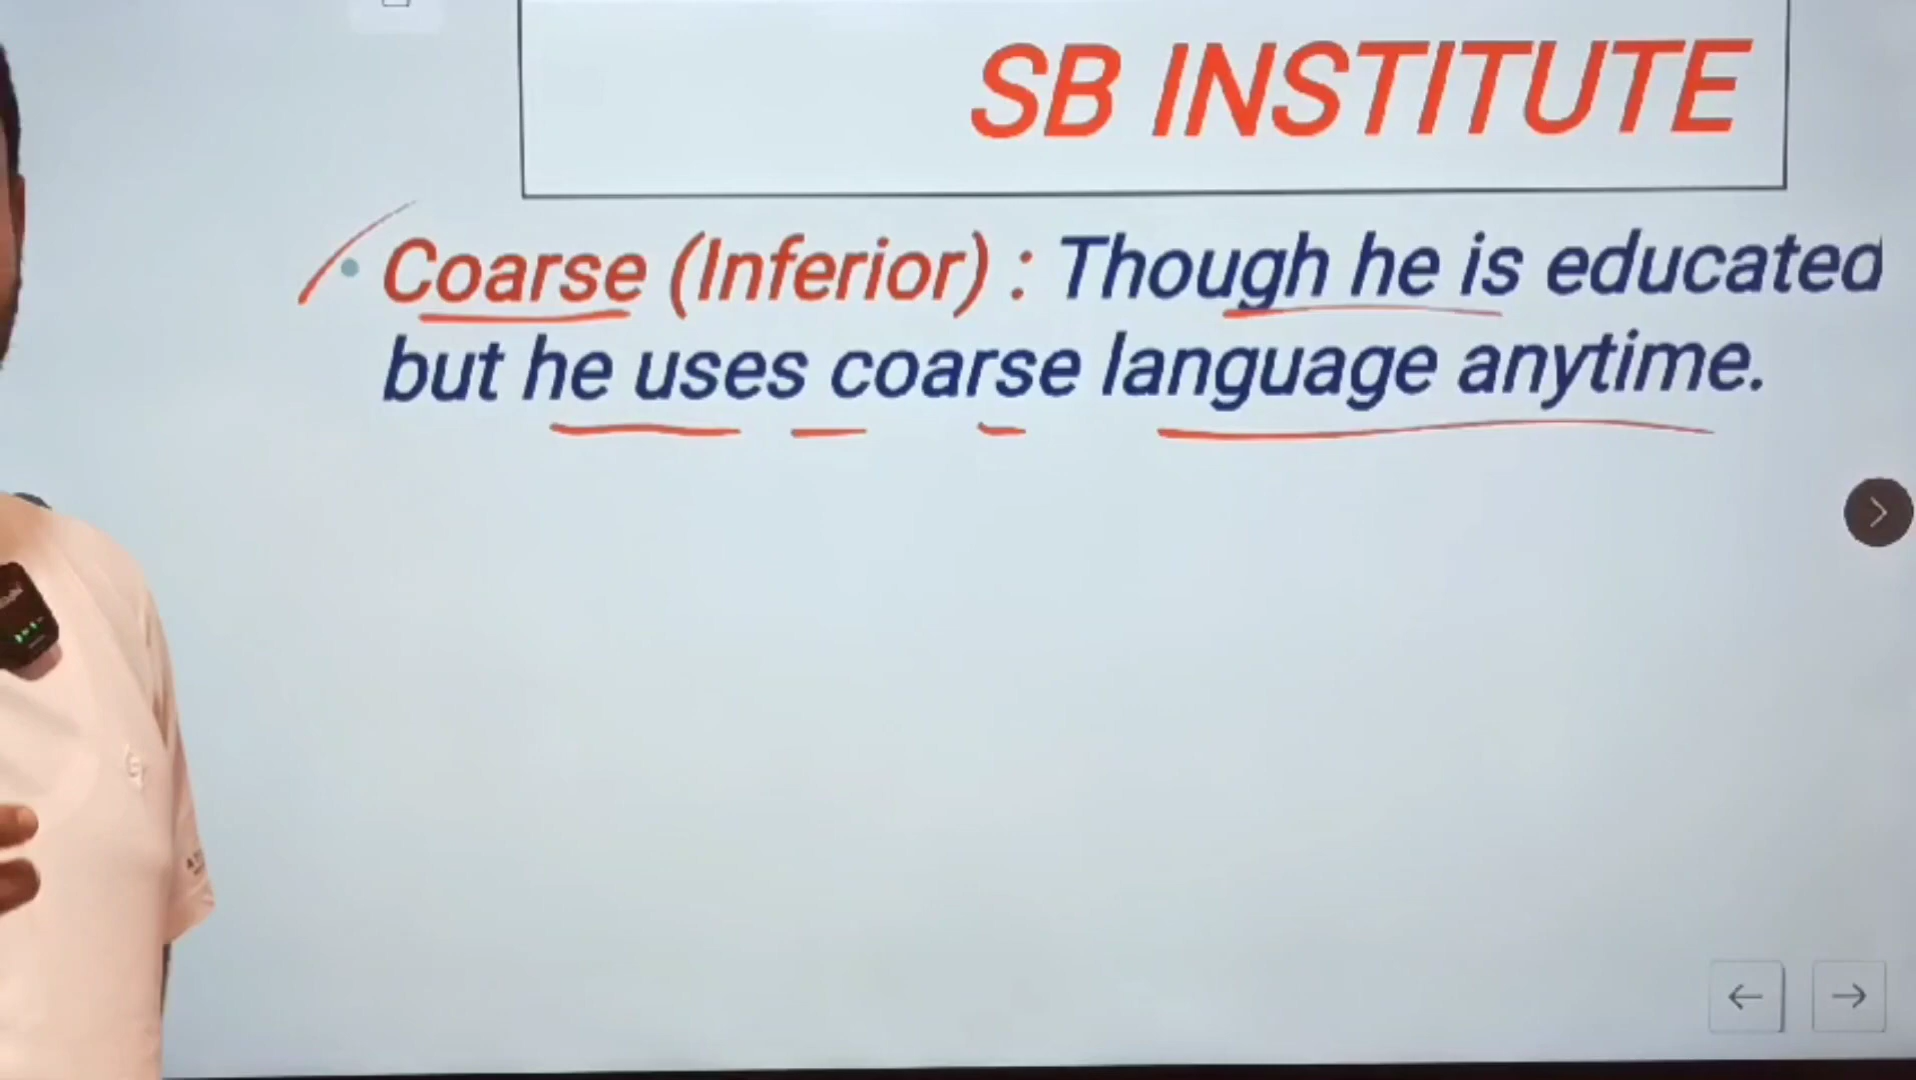 SB INSTITUTE
Coarse (Inferior) : Though he is educated
but he uses coarse language anytime.